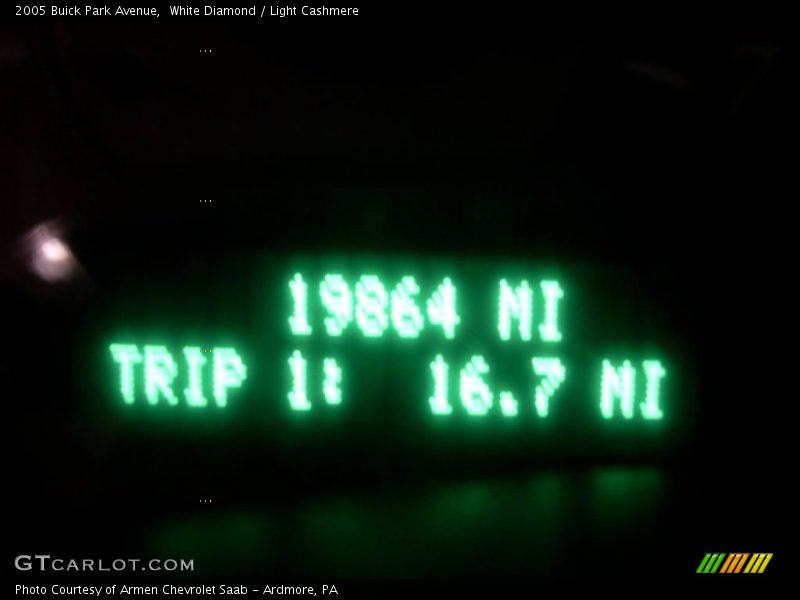 2005 Buick Park Avenue,  White Diamond / Light Cashmere
...
...
19864 MI
TRIP 1:  16.7 MI
...
GTCARLOT.COM
Photo Courtesy of Armen Chevrolet Saab - Ardmore, PA